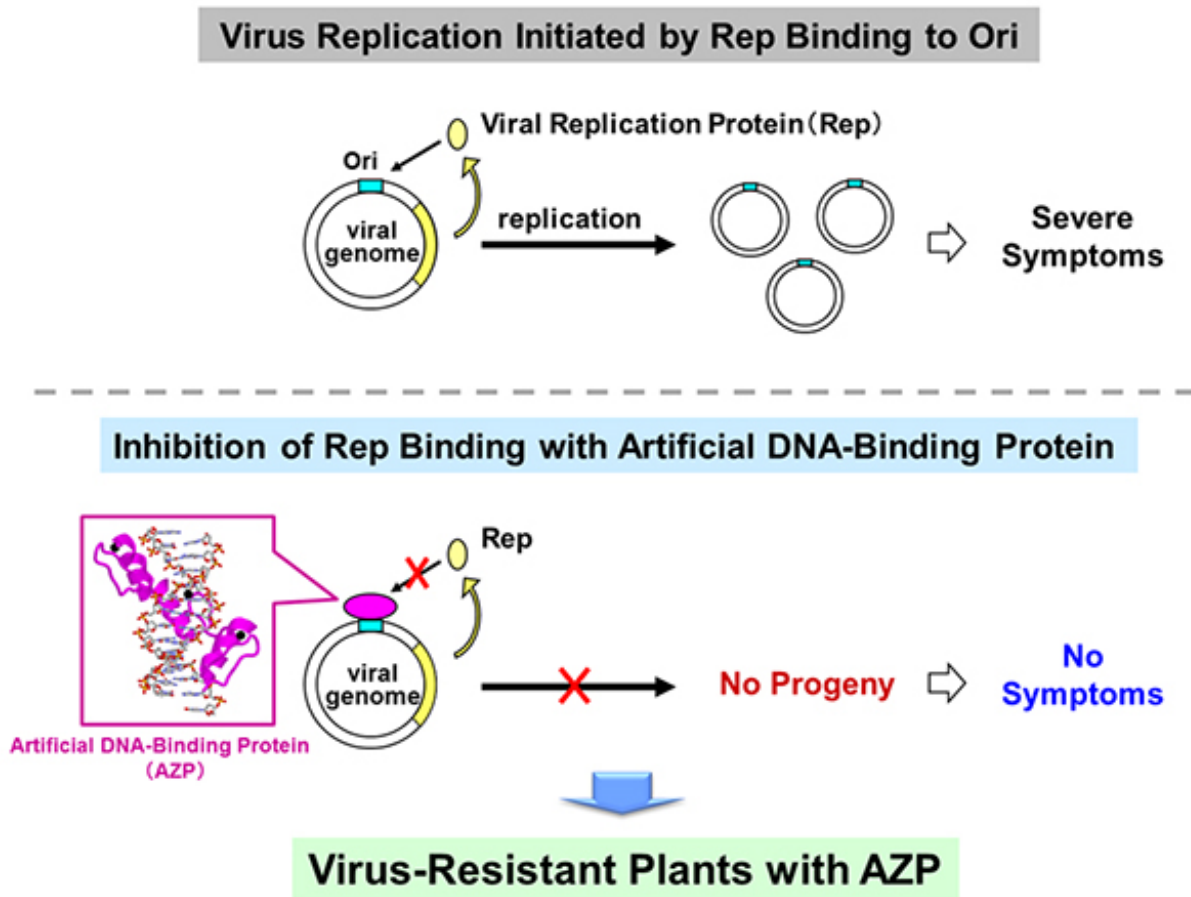 Virus Replication Initiated by Rep Binding to Ori
Viral Replication Protein（Rep）
Ori
viral
genome
replication
Severe
Symptoms
Inhibition of Rep Binding with Artificial DNA-Binding Protein
Rep
viral
genome
No Progeny
No
Symptoms
Artificial DNA-Binding Protein
（AZP）
Virus-Resistant Plants with AZP